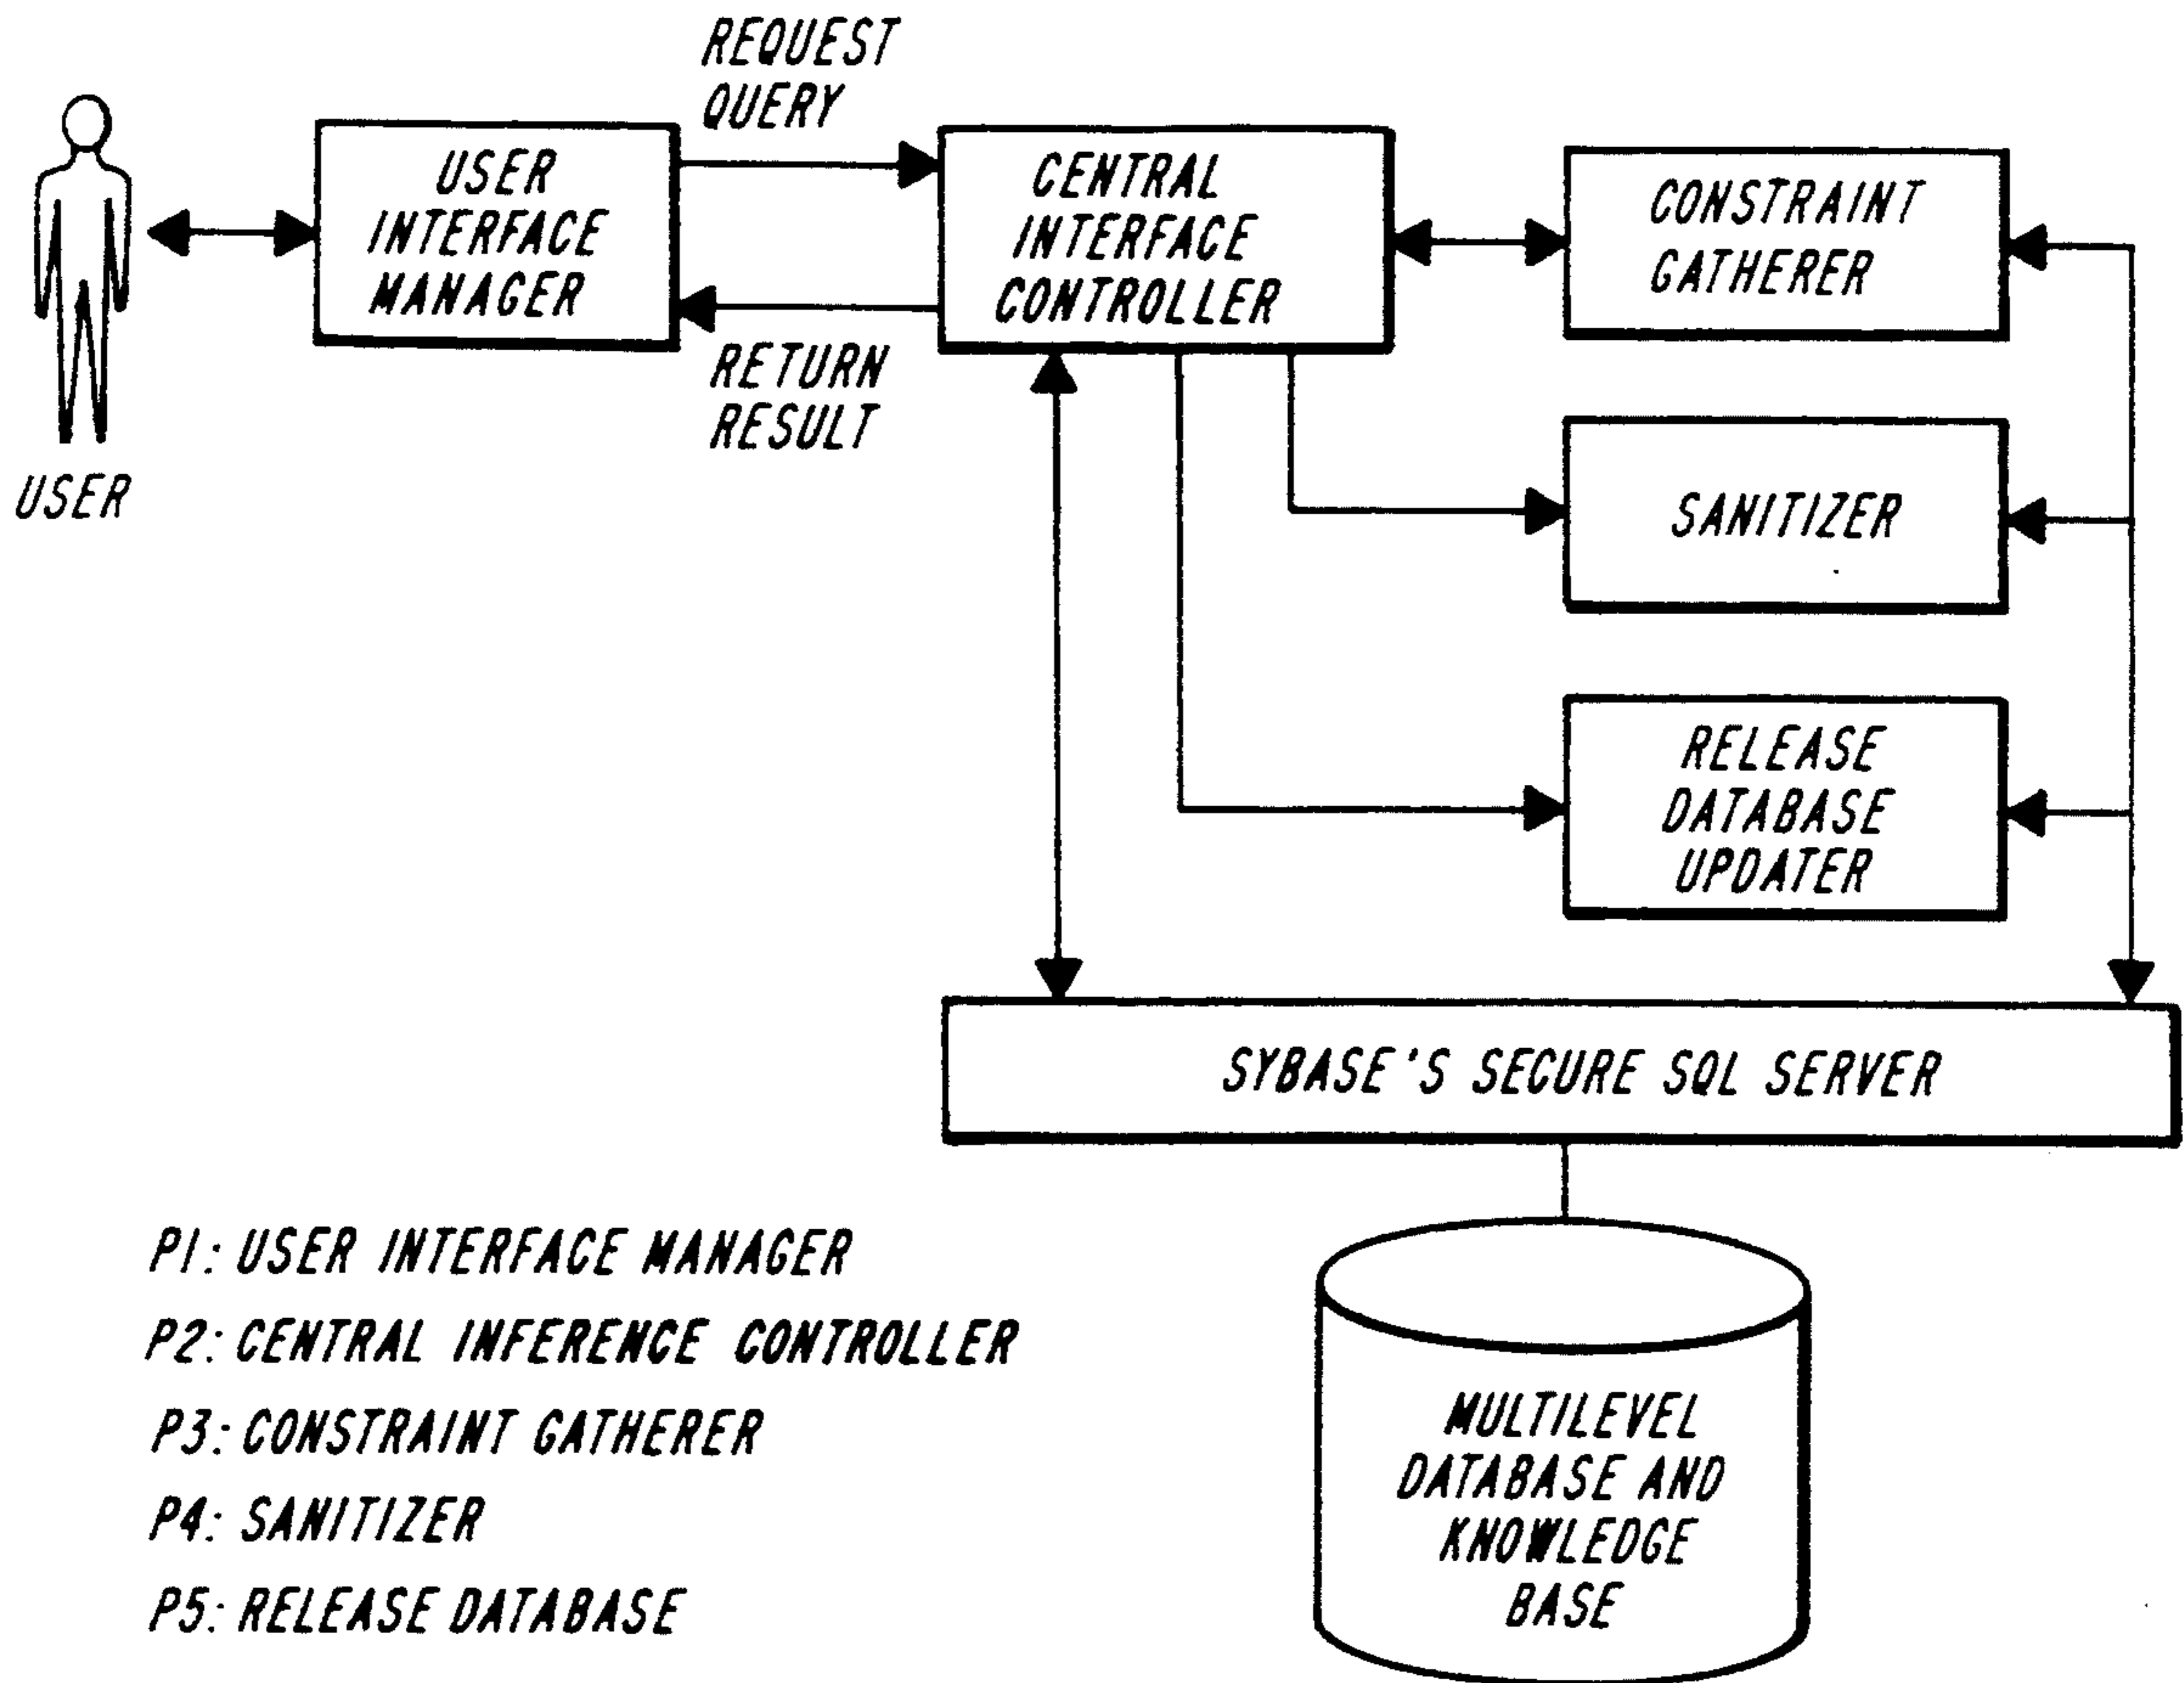 REQUEST
QUERY
USER
INTERFACE
MANAGER
CENTRAL
INTERFACE
CONTROLLER
CONSTRAINT
GATHERER
RETURN
RESULT
USER
SANITIZER
RELEASE
DATABASE
UPDATER
SYBASE'S SECURE SQL SERVER
P1: USER INTERFACE MANAGER
P2: CENTRAL INFERENCE CONTROLLER
P3: CONSTRAINT GATHERER
P4: SANITIZER
P5: RELEASE DATABASE
MULTILEVEL
DATABASE AND
KNOWLEDGE
BASE